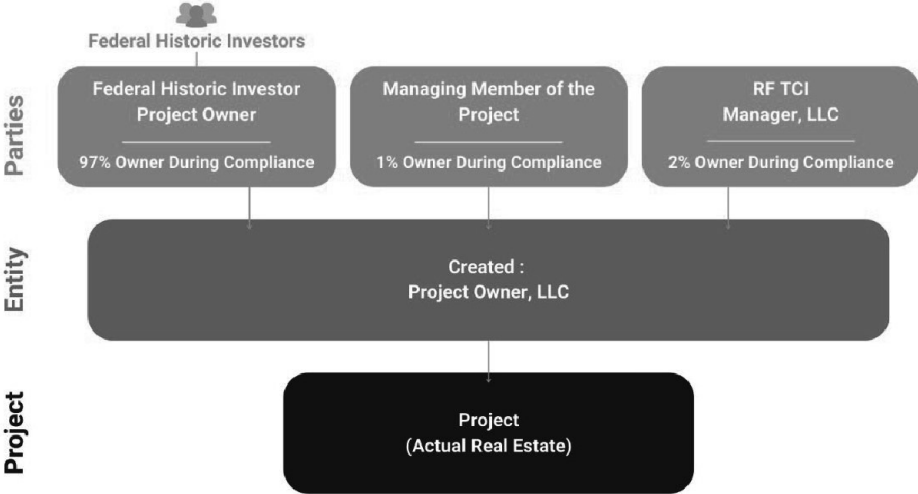 Federal Historic Investors
Parties
Federal Historic Investor
Project Owner
97% Owner During Compliance
Managing Member of the
Project
1% Owner During Compliance
RF TCI
Manager, LLC
2% Owner During Compliance
Entity
Created :
Project Owner, LLC
Project
Project
(Actual Real Estate)